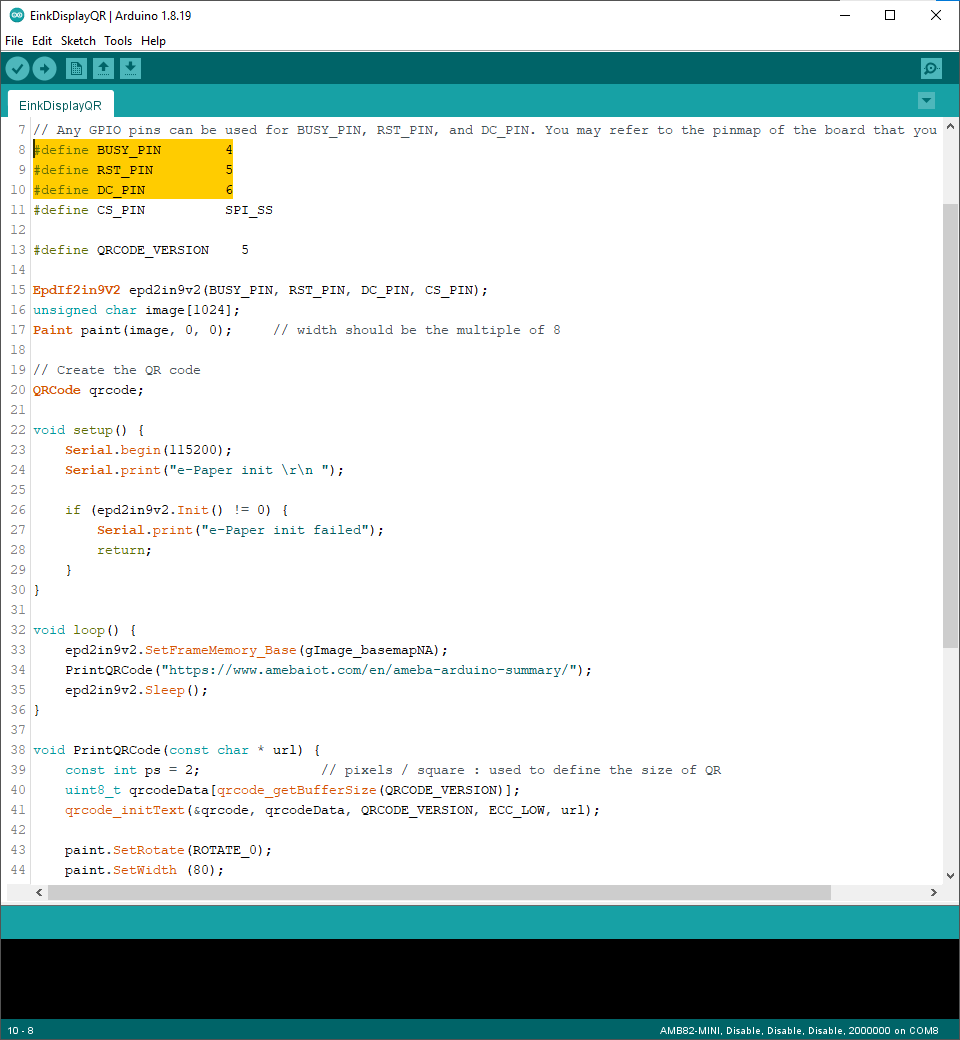 EinkDisplayQR | Arduino 1.8.19
File Edit Sketch Tools Help
EinkDisplayQR
7 // Any GPIO pins can be used for BUSY_PIN, RST_PIN, and DC_PIN. You may refer to the pinmap of the board that you
8 #define BUSY_PIN        4
9 #define RST_PIN         5
10 #define DC_PIN          6
11 #define CS_PIN          SPI_SS
12
13 #define QRCODE_VERSION    5
14
15 EpdIf2in9V2 epd2in9v2(BUSY_PIN, RST_PIN, DC_PIN, CS_PIN);
16 unsigned char image[1024];
17 Paint paint(image, 0, 0);     // width should be the multiple of 8
18
19 // Create the QR code
20 QRCode qrcode;
21
22 void setup() {
23     Serial.begin(115200);
24     Serial.print("e-Paper init \r\n ");
25
26     if (epd2in9v2.Init() != 0) {
27         Serial.print("e-Paper init failed");
28         return;
29     }
30 }
31
32 void loop() {
33     epd2in9v2.SetFrameMemory_Base(gImage_basemapNA);
34     PrintQRCode("https://www.amebaiot.com/en/ameba-arduino-summary/");
35     epd2in9v2.Sleep();
36 }
37
38 void PrintQRCode(const char * url) {
39     const int ps = 2;               // pixels / square : used to define the size of QR
40     uint8_t qrcodeData[qrcode_getBufferSize(QRCODE_VERSION)];
41     qrcode_initText(&qrcode, qrcodeData, QRCODE_VERSION, ECC_LOW, url);
42
43     paint.SetRotate(ROTATE_0);
44     paint.SetWidth (80);
10 - 8
AMB82-MINI, Disable, Disable, Disable, 2000000 on COM8